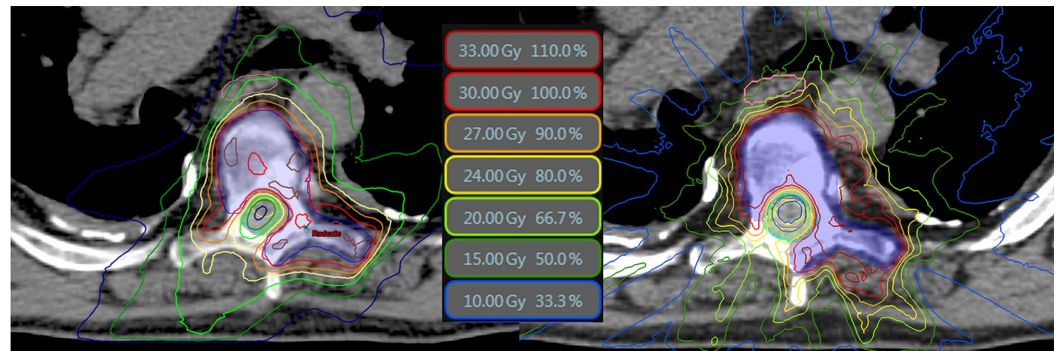 33.00 Gy 110.0 %
30.00 Gy 100.0 %
27.00 Gy 90.0 %
24.00 Gy 80.0 %
20.00 Gy 66.7 %
15.00 Gy 50.0 %
10.00 Gy 33.3 %